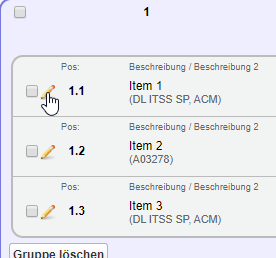 1
Pos: Beschreibung / Beschreibung 2
1.1 Item 1
(DL ITSS SP, ACM)
Pos: Beschreibung / Beschreibung 2
1.2 Item 2
(A03278)
Pos: Beschreibung / Beschreibung 2
1.3 Item 3
(DL ITSS SP, ACM)
Gruppe löschen